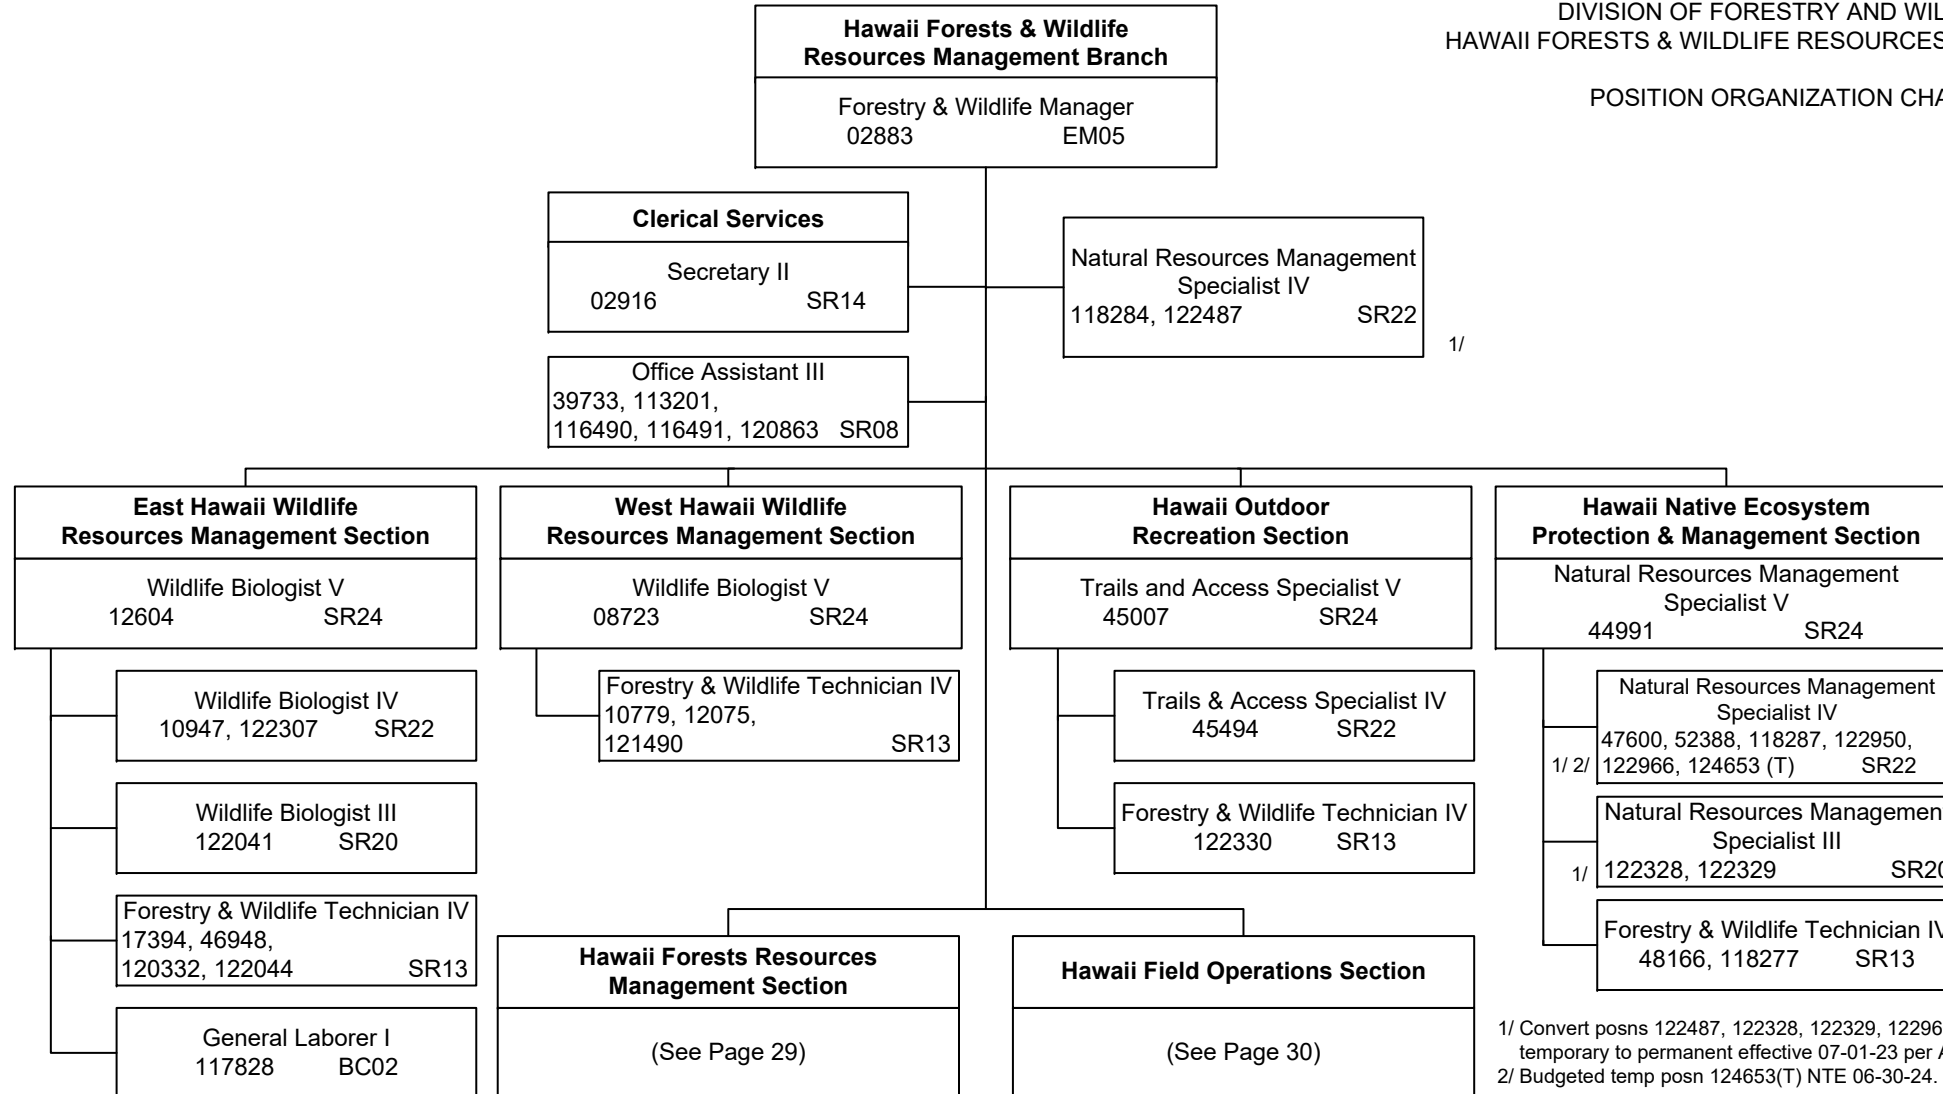 DIVISION OF FORESTRY AND
HAWAII FORESTS & WILDLIFE RESOURCES
POSITION ORGANIZATION
Hawaii Forests & Wildlife
Resources Management Branch
Forestry & Wildlife Manager
02883 EM05
Clerical Services
Secretary II
02916 SR14
Natural Resources Management
Specialist IV
118284, 122487 SR22
1/
Office Assistant III
39733, 113201,
116490, 116491, 120863 SR08
East Hawaii Wildlife
Resources Management Section
Wildlife Biologist V
12604 SR24
Wildlife Biologist IV
10947, 122307 SR22
Wildlife Biologist III
122041 SR20
Forestry & Wildlife Technician IV
17394, 46948,
120332, 122044 SR13
General Laborer I
117828 BC02
West Hawaii Wildlife
Resources Management Section
Wildlife Biologist V
08723 SR24
Forestry & Wildlife Technician IV
10779, 12075,
121490 SR13
Hawaii Outdoor
Recreation Section
Trails and Access Specialist V
45007 SR24
Trails & Access Specialist IV
45494 SR22
Forestry & Wildlife Technician IV
122330 SR13
Hawaii Native Ecosystem
Protection & Management Section
Natural Resources Management
Specialist V
44991 SR24
Natural Resources Management
Specialist IV
47600, 52388, 118287, 122950,
1/ 2/ 122966, 124653 (T) SR22
Natural Resources
Specialist III
1/ 122328, 122329
Forestry & Wildlife Technician
48166, 118277 SR13
Hawaii Forests Resources
Management Section
(See Page 29)
Hawaii Field Operations Section
(See Page 30)
1/ Convert posns 122487, 122328, 122329,
temporary to permanent effective 07-01-23 per
2/ Budgeted temp posn 124653(T) NTE 06-30-24.